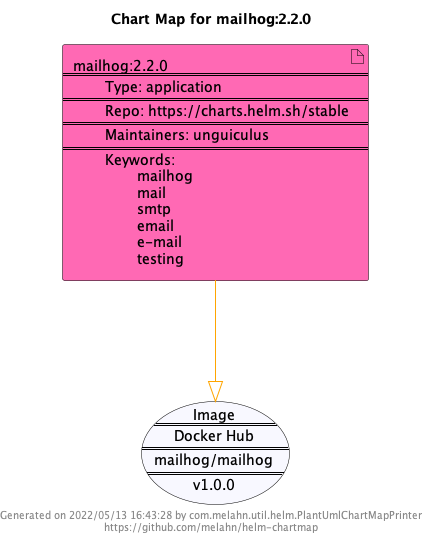 Chart Map for mailhog:2.2.0
mailhog:2.2.0
Type: application
Repo: https://charts.helm.sh/stable
Maintainers: unguiculus
Keywords:
mailhog
mail
smtp
email
e-mail
testing
Image
Docker Hub
mailhog/mailhog
v1.0.0
Generated on 2022/05/13 16:43:28 by com.melahn.util.helm.PlantUmlChartMapPrinter
https://github.com/melahn/helm-chartmap